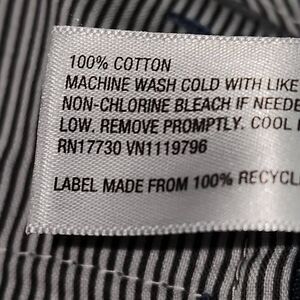 100% COTTON
MACHINE WASH COLD WITH LIKE
NON-CHLORINE BLEACH IF NEEDE
LOW. REMOVE PROMPTLY. COOL
RN17730 VN1119796
LABEL MADE FROM 100% RECYCL